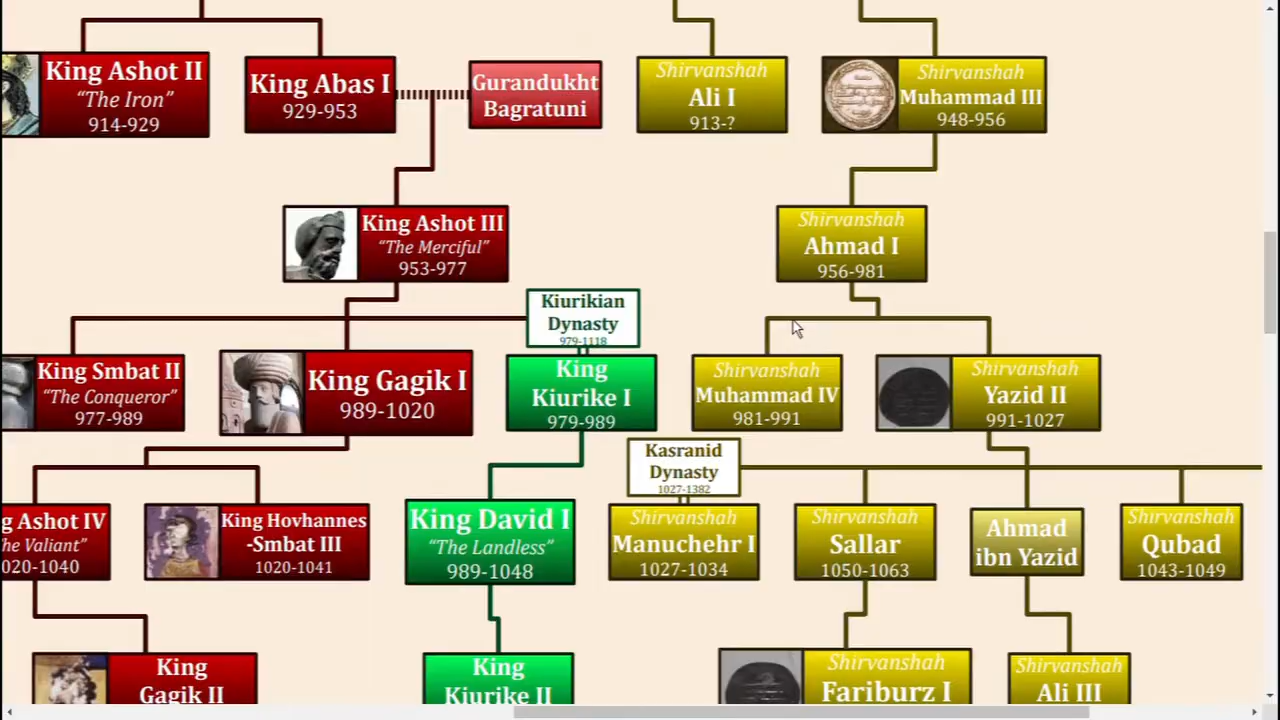 King Ashot II
“The Iron”
914-929
King Abas I
929-953
Gurandukht
Bagratuni
Shirvanshah
Ali I
913-?
Shirvanshah
Muhammad III
948-956
King Ashot III
“The Merciful”
953-977
Shirvanshah
Ahmad I
956-981
Kiurikian
Dynasty
979-1118
King Smbat II
“The Conqueror”
977-989
King Gagik I
989-1020
King
Kiurike I
979-989
Shirvanshah
Muhammad IV
981-991
Shirvanshah
Yazid II
991-1027
Kasranid
Dynasty
1027-1382
g Ashot IV
he Valiant”
020-1040
King Hovhannes
-Smbat III
1020-1041
King David I
“The Landless”
989-1048
Shirvanshah
Manuchehr I
1027-1034
Shirvanshah
Sallar
1050-1063
Ahmad
ibn Yazid
Shirvanshah
Qubad
1043-1049
King
Gagik II
King
Kiurike II
Shirvanshah
Fariburz I
Shirvanshah
Ali III